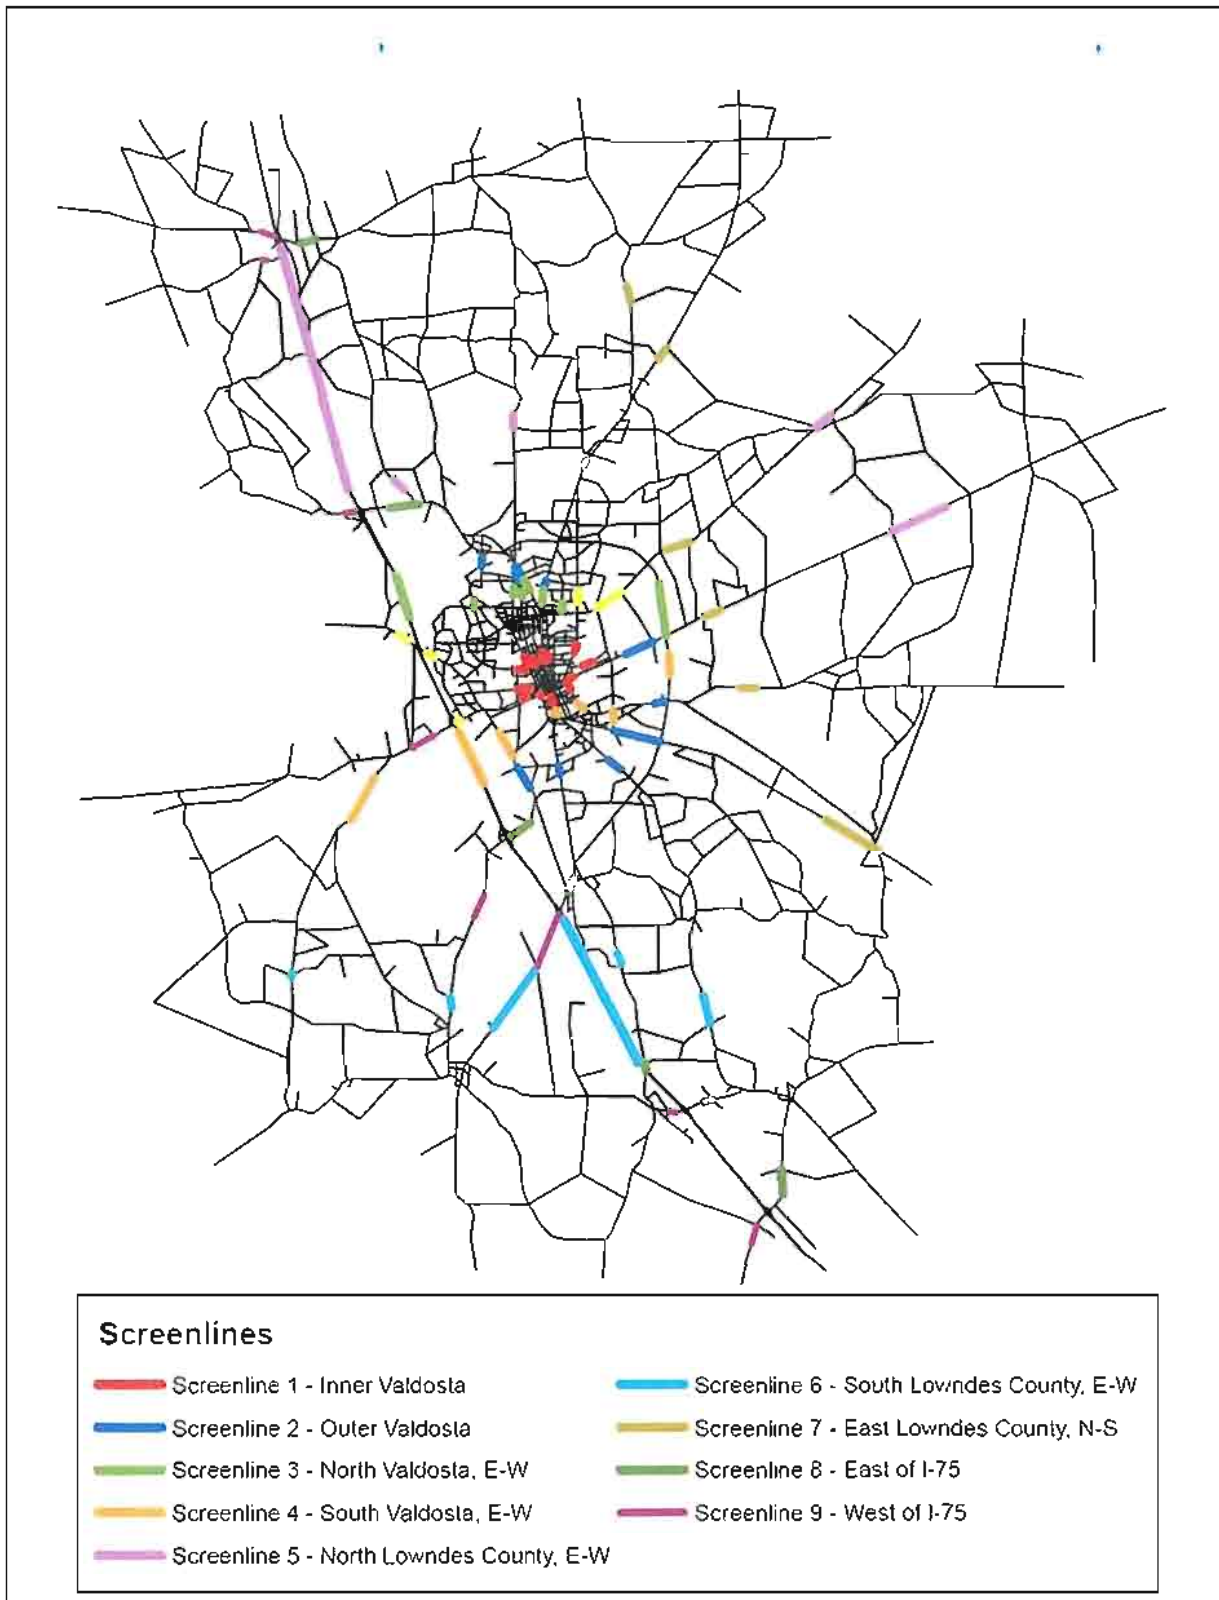 Screenlines
Screenline 1 - Inner Valdosta
Screenline 2 - Outer Valdosta
Screenline 3 - North Valdosta, E-W
Screenline 4 - South Valdosta, E-W
Screenline 5 - North Lowndes County, E-W
Screenline 6 - South Lowndes County, E-W
Screenline 7 - East Lowndes County, N-S
Screenline 8 - East of I-75
Screenline 9 - West of I-75